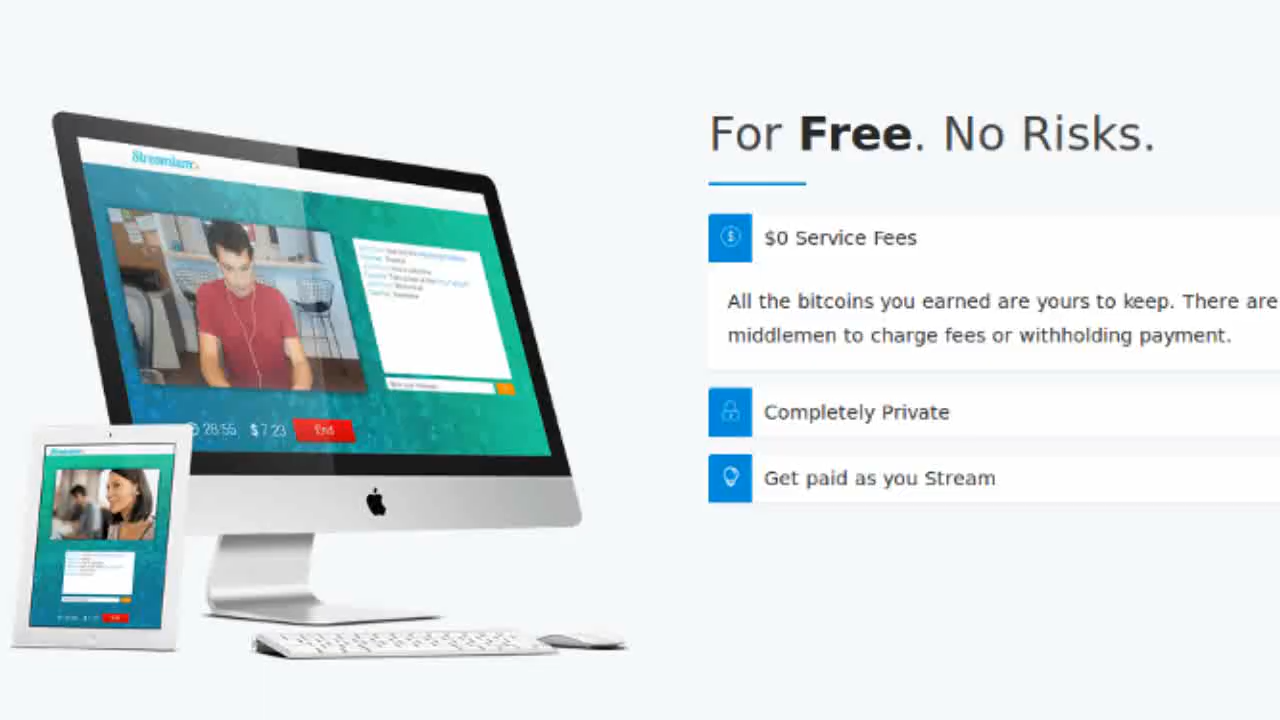 For Free. No Risks.
$0 Service Fees
All the bitcoins you earned are yours to keep. There are
middlemen to charge fees or withholding payment.
Completely Private
Get paid as you Stream
Streamium
28:55 $ 7.23 End